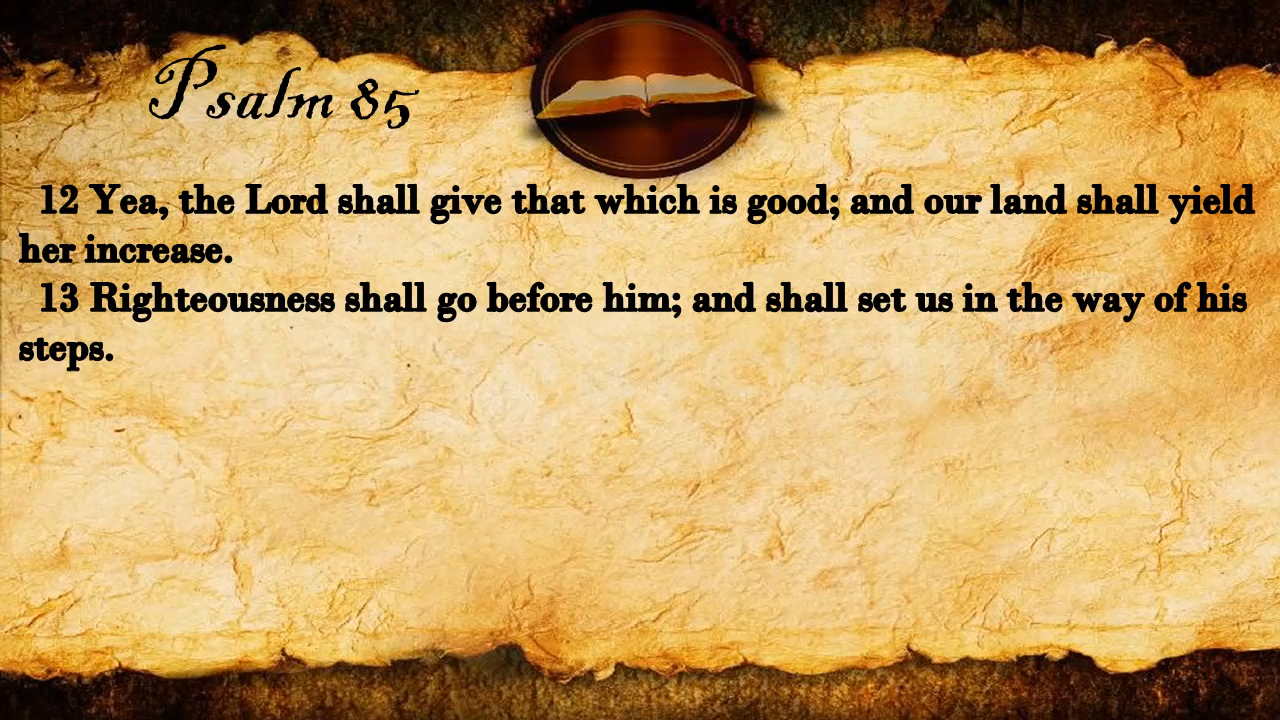 Psalm 85
12 Yea, the Lord shall give that which is good; and our land shall yield
her increase.
13 Righteousness shall go before him; and shall set us in the way of his
steps.